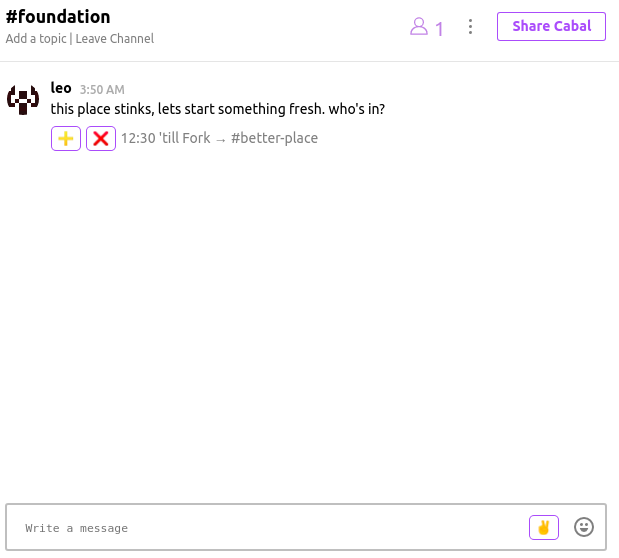 #foundation
Add a topic | Leave Channel
1
Share Cabal
leo 3:50 AM
this place stinks, lets start something fresh. who's in?
12:30 'till Fork → #better-place
Write a message